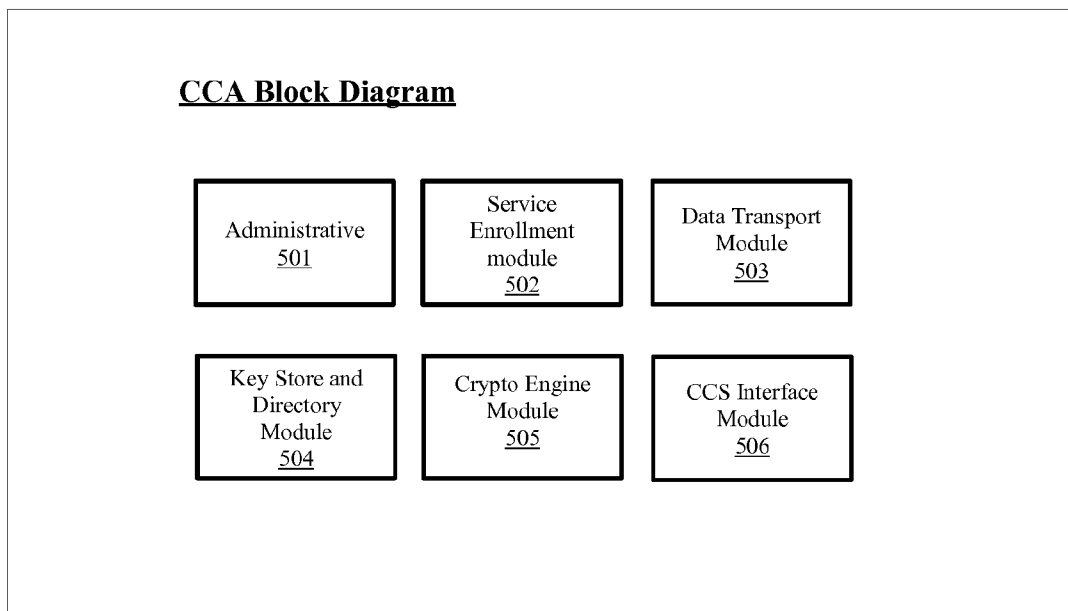 CCA Block Diagram
Administrative
501
Service
Enrollment
module
502
Data Transport
Module
503
Key Store and
Directory
Module
504
Crypto Engine
Module
505
CCS Interface
Module
506